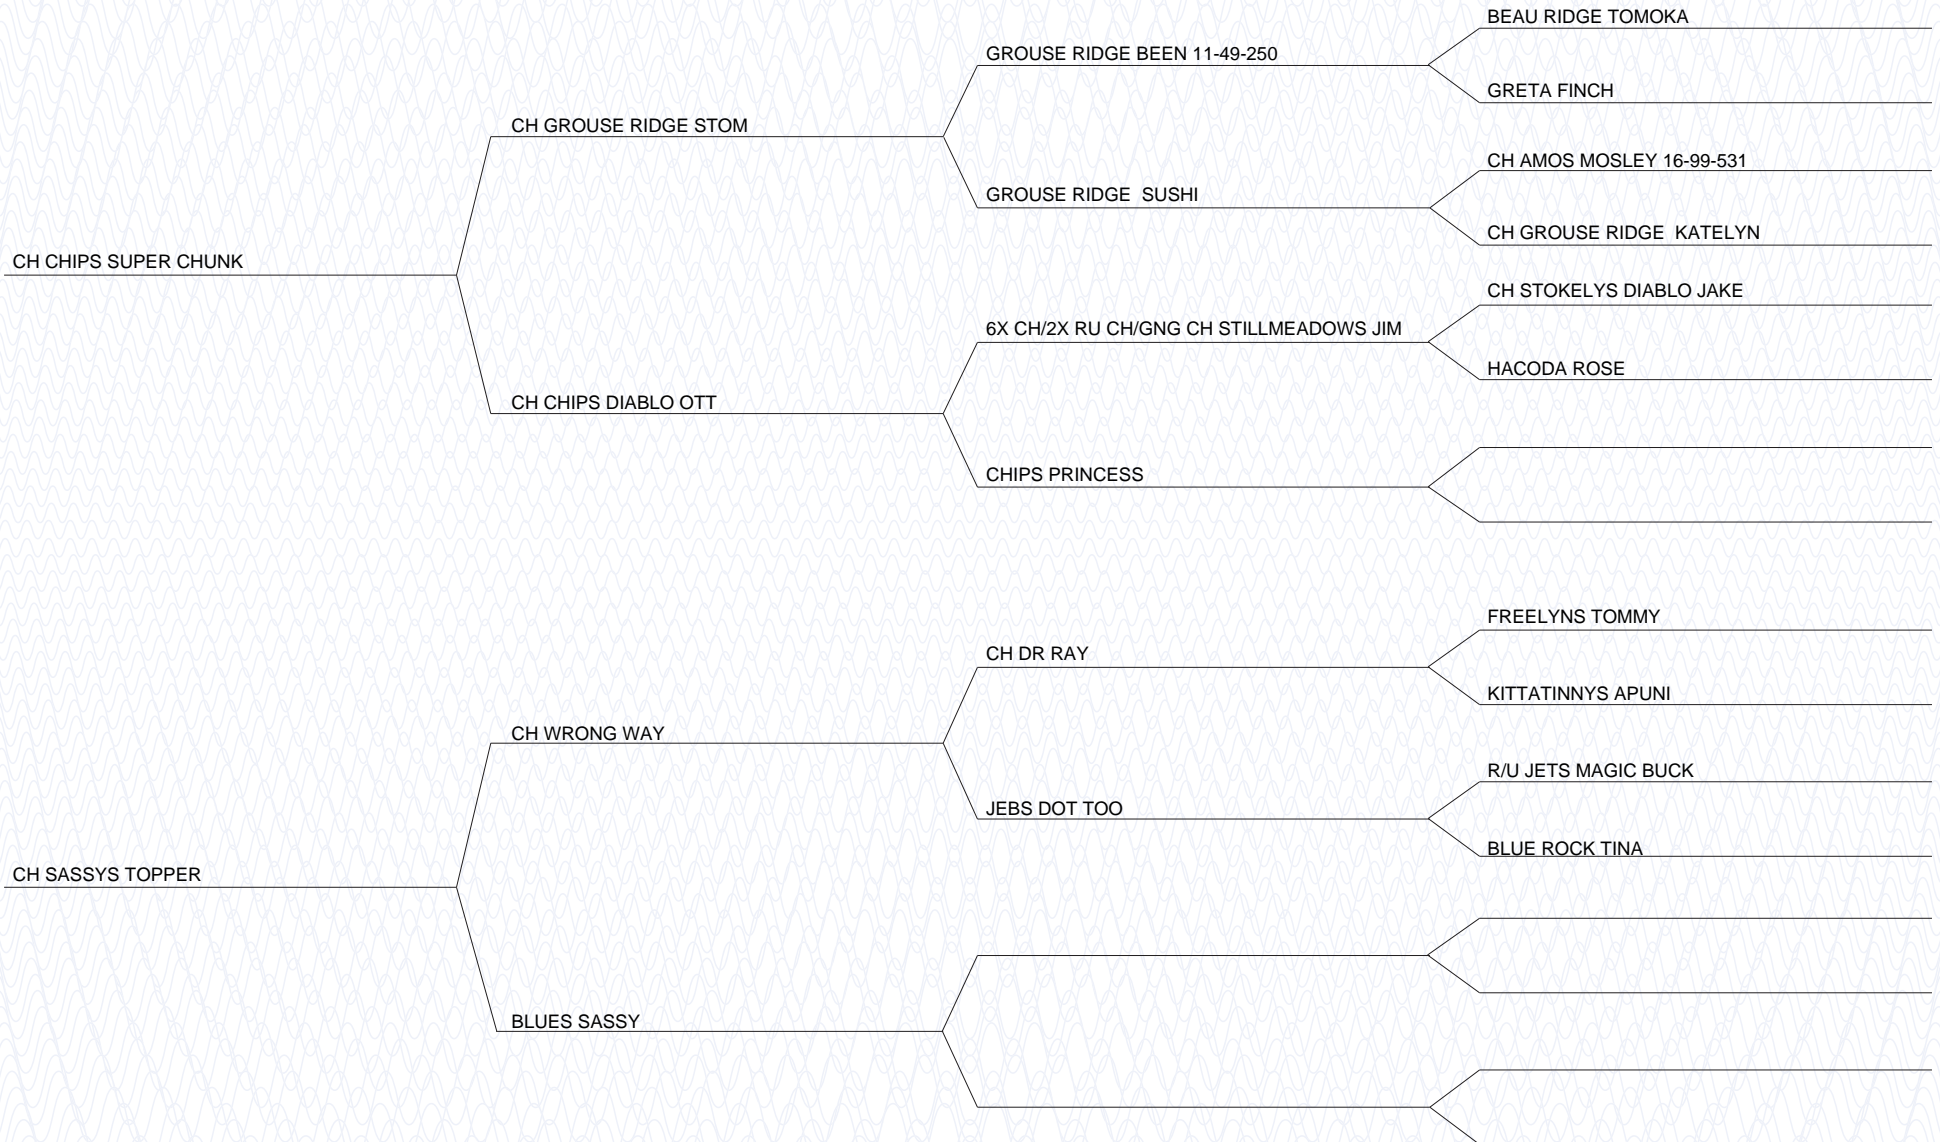 BEAU RIDGE TOMOKA
GROUSE RIDGE BEEN 11-49-250
GRETA FINCH
CH GROUSE RIDGE STOM
CH AMOS MOSLEY 16-99-531
GROUSE RIDGE  SUSHI
CH GROUSE RIDGE  KATELYN
CH CHIPS SUPER CHUNK
CH STOKELYS DIABLO JAKE
6X CH/2X RU CH/GNG CH STILLMEADOWS JIM
HACODA ROSE
CH CHIPS DIABLO OTT
CHIPS PRINCESS
FREELYNS TOMMY
CH DR RAY
KITTATINNYS APUNI
CH WRONG WAY
R/U JETS MAGIC BUCK
JEBS DOT TOO
BLUE ROCK TINA
CH SASSYS TOPPER
BLUES SASSY